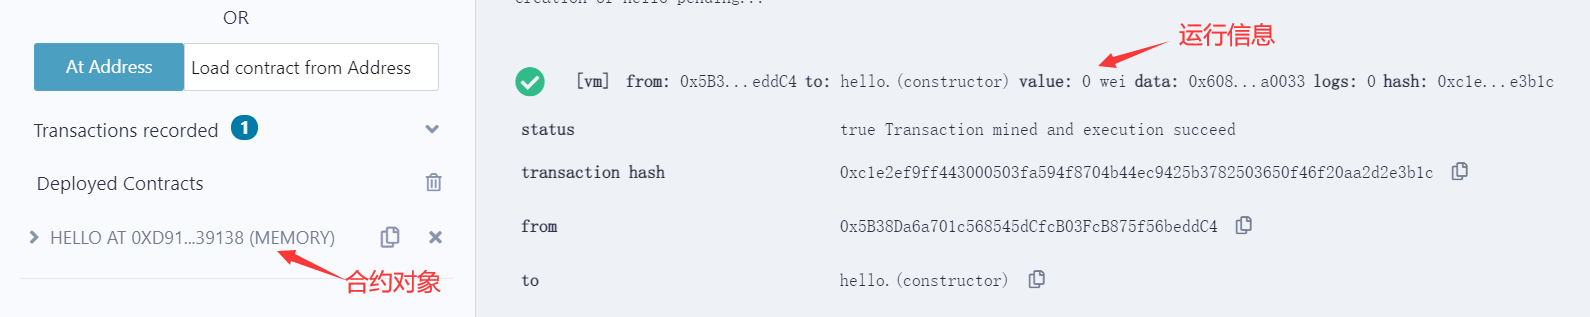 OR
At Address
Load contract from Address
Transactions recorded 1
Deployed Contracts
HELLO AT 0XD91...39138 (MEMORY)
合约对象
creation of hello pending...
运行信息
[vm] from: 0x5B3...eddC4 to: hello.(constructor) value: 0 wei data: 0x608...a0033 logs: 0 hash: 0xc1e...e3b1c
status true Transaction mined and execution succeed
transaction hash 0xc1e2ef9ff443000503fa594f8704b44ec9425b3782503650f46f20aa2d2e3b1c
from 0x5B38Da6a701c568545dCfcB03FcB875f56beddC4
to hello.(constructor)